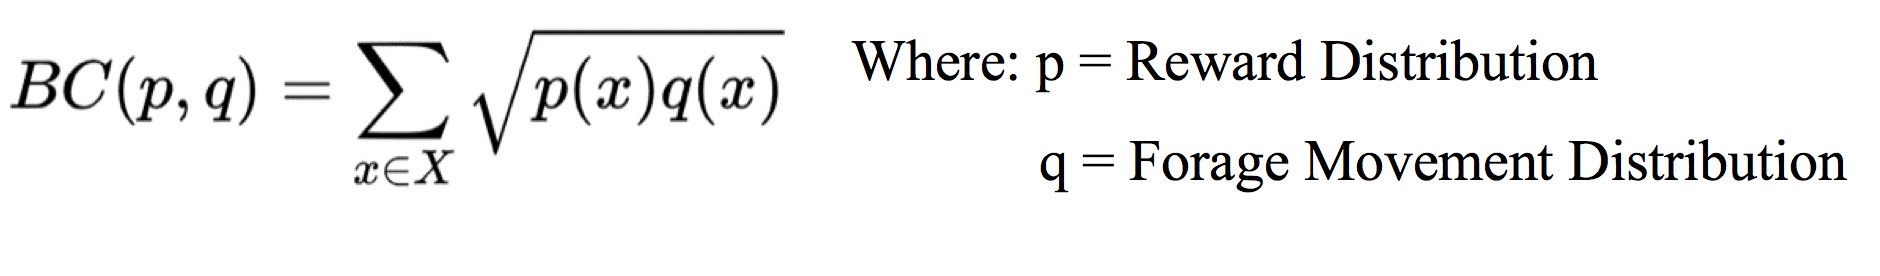 BC(p, q) = ∑ x∈X √p(x)q(x)
Where: p = Reward Distribution
q = Forage Movement Distribution